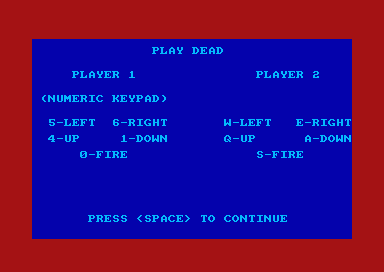 PLAY DEAD
PLAYER 1 PLAYER 2
(NUMERIC KEYPAD)
5-LEFT 6-RIGHT W-LEFT E-RIGHT
4-UP 1-DOWN Q-UP A-DOWN
0-FIRE S-FIRE
PRESS <SPACE> TO CONTINUE